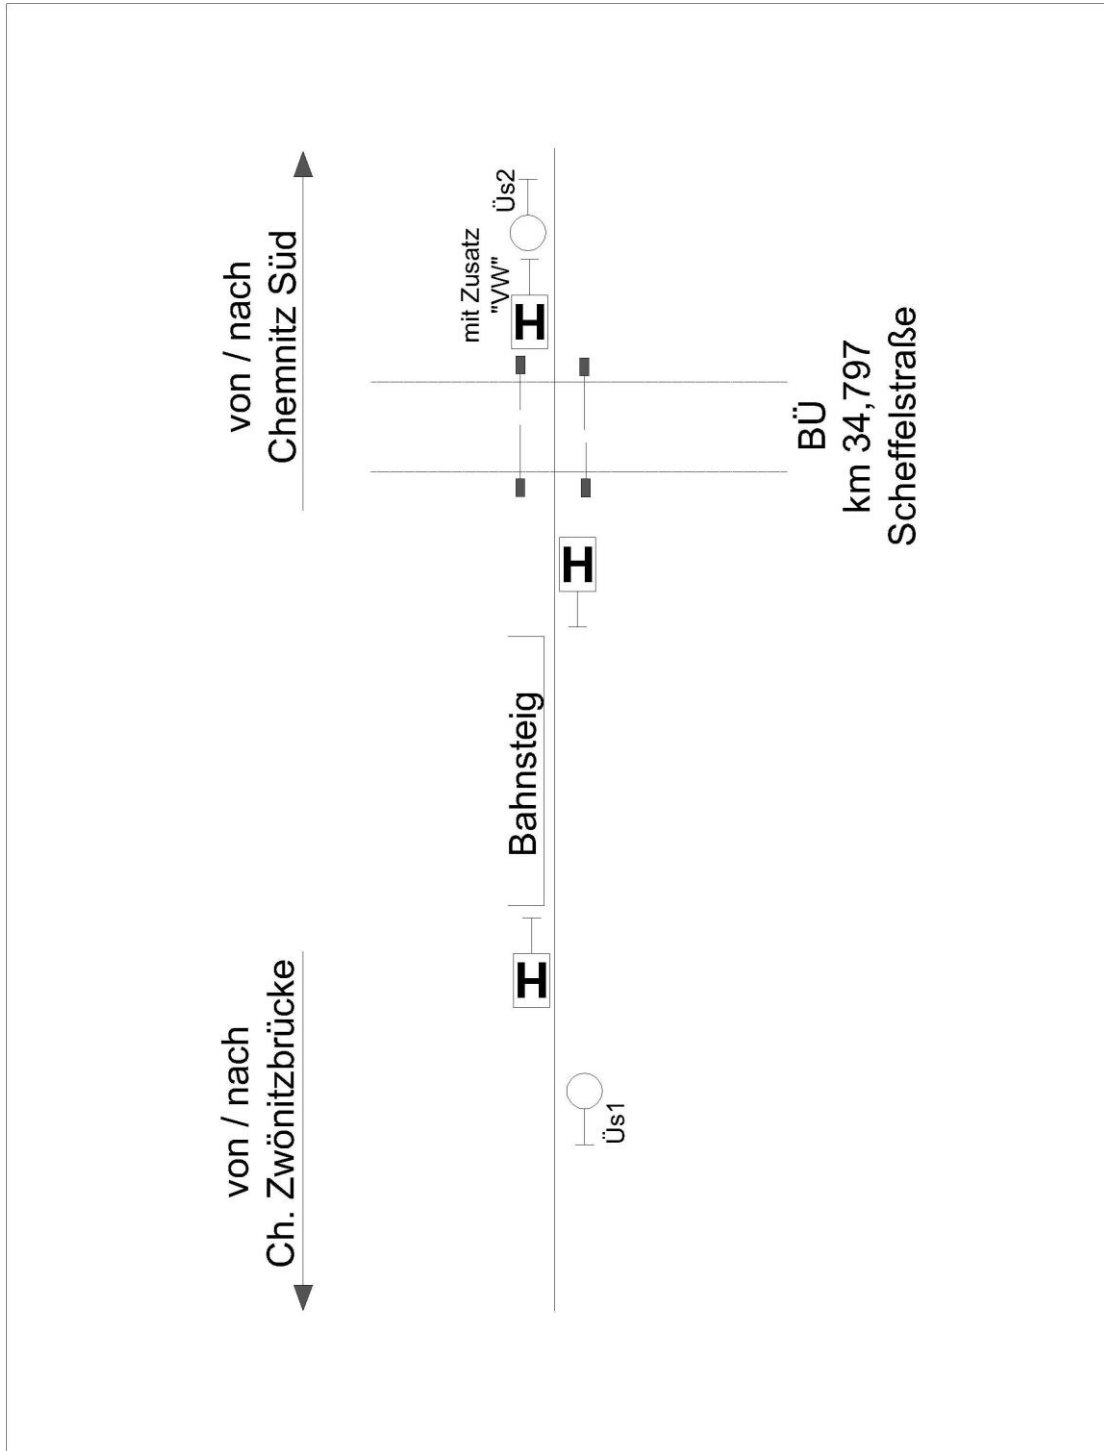 von / nach
Ch. Zwönitzbrücke
von / nach
Chemnitz Süd
mit Zusatz
"VW"
H
Bahnsteig
H
H
Üs2
Üs1
BÜ
km 34,797
Scheffelstraße